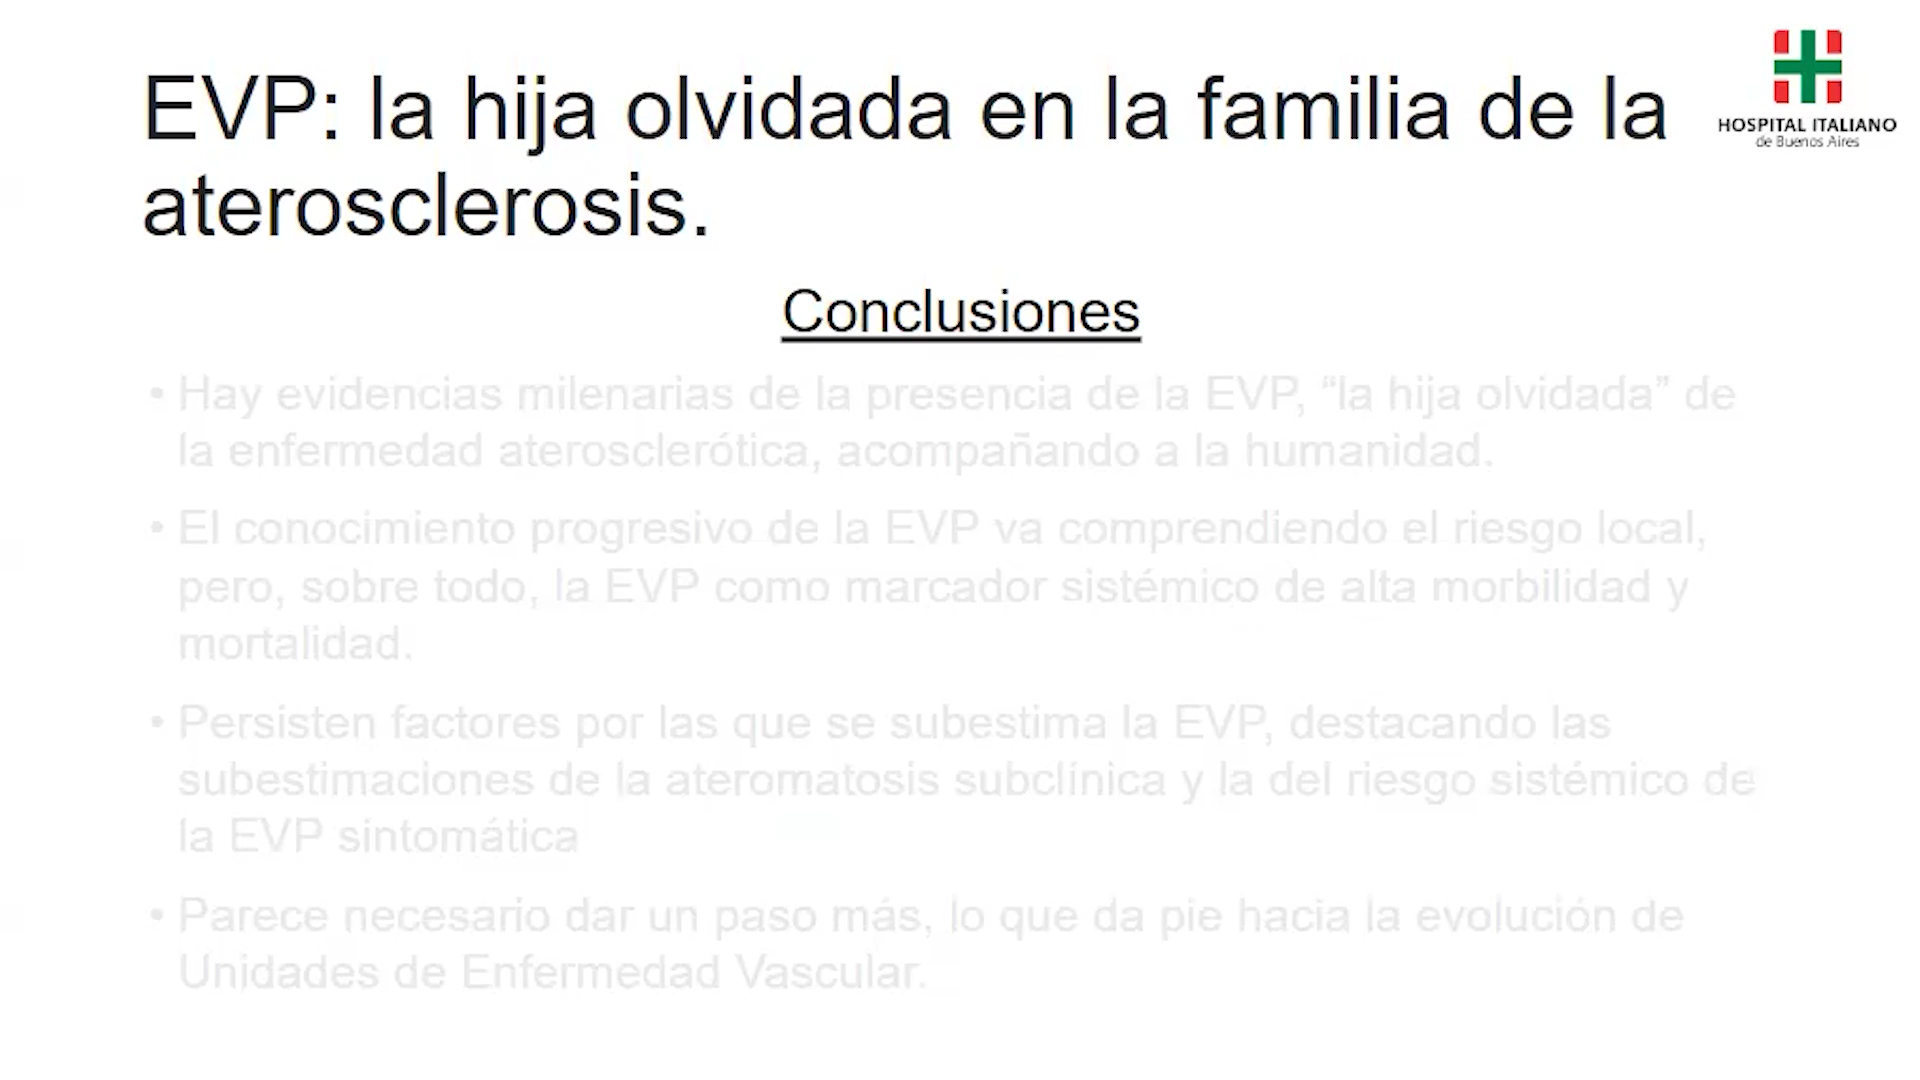 EVP: la hija olvidada en la familia de la
aterosclerosis.
HOSPITAL ITALIANO
de Buenos Aires
Conclusiones
• Hay evidencias milenarias de la presencia de la EVP, “la hija olvidada” de
la enfermedad aterosclerótica, acompañando a la humanidad.
• El conocimiento progresivo de la EVP va comprendiendo el riesgo local,
pero, sobre todo, la EVP como marcador sistémico de alta morbilidad y
mortalidad.
• Persisten factores por las que se subestima la EVP, destacando las
subestimaciones de la ateromatosis subclínica y la del riesgo sistémico de
la EVP sintomática
• Parece necesario dar un paso más, lo que da pie hacia la evolución de
Unidades de Enfermedad Vascular.